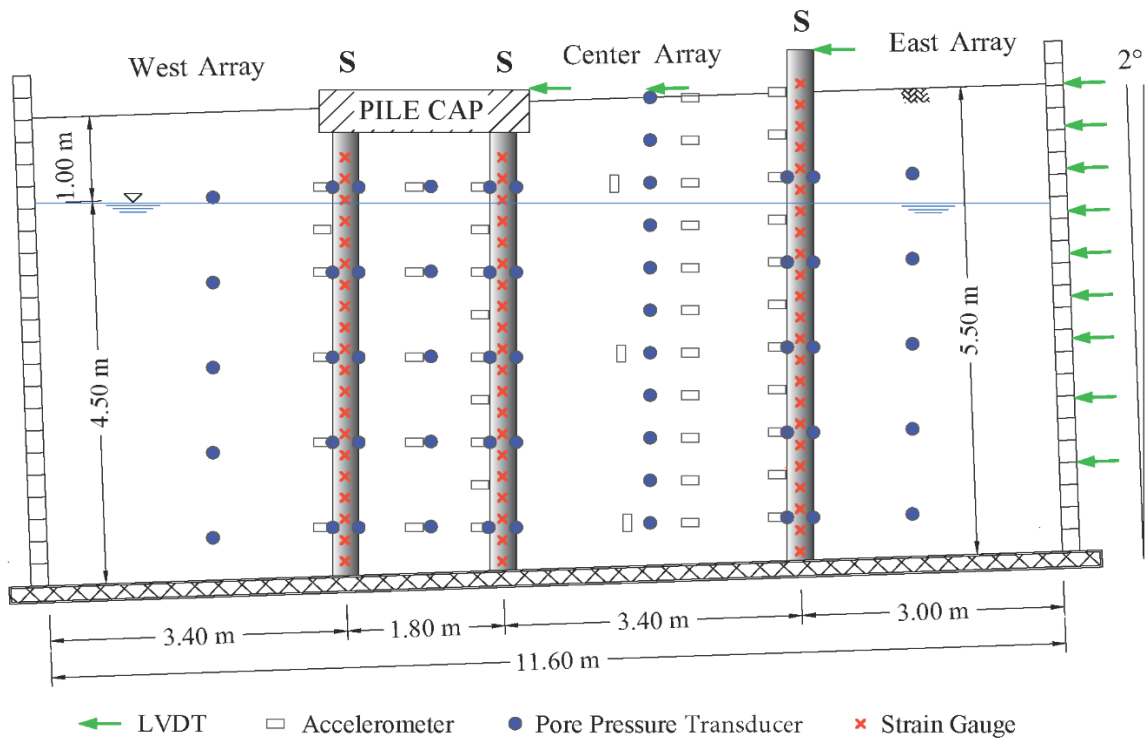 S
West Array
S
S
Center Array
East Array
2°
PILE CAP
1.00 m
4.50 m
5.50 m
3.40 m
1.80 m
3.40 m
3.00 m
11.60 m
LVDT
Accelerometer
Pore Pressure Transducer
Strain Gauge